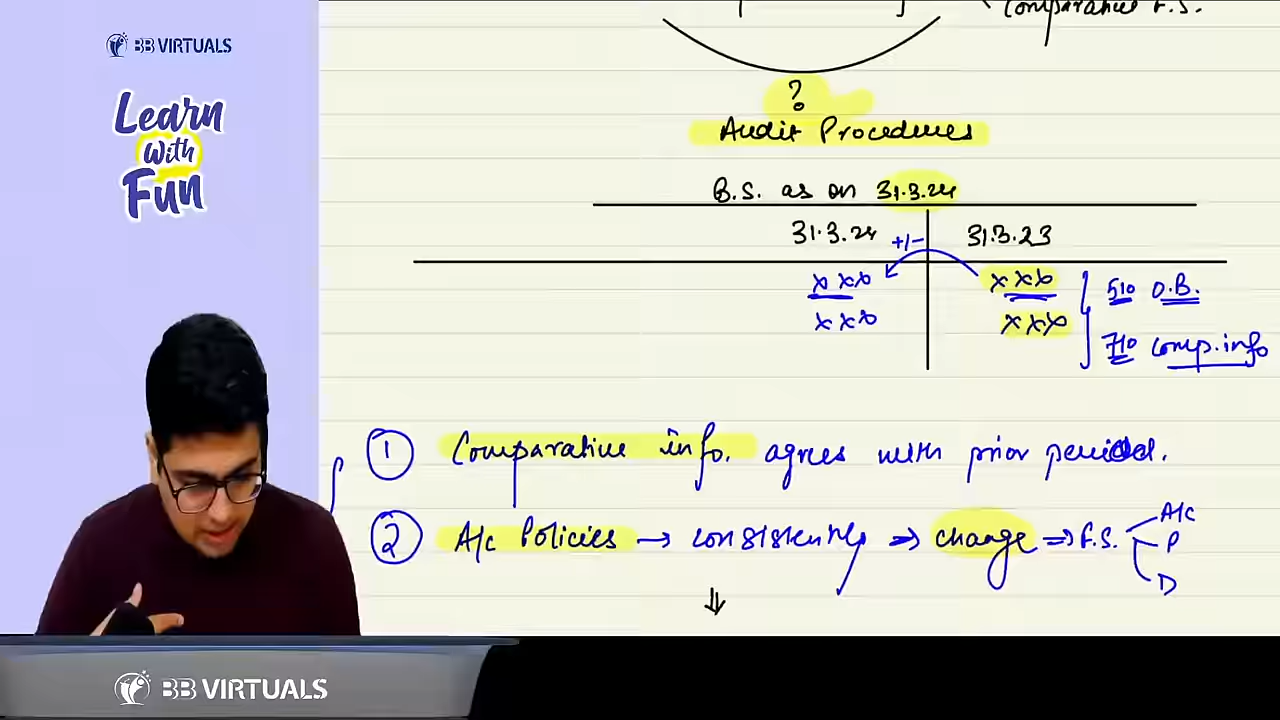 BB VIRTUALS
Learn
With
Fun
Comparative F.S.
?
Audit Procedures
B.S. as on 31.3.24
31.3.24 +/- 31.3.23
xxx xxx 510 O.B.
xxx xxx
710 comp. info
1 Comparative info. agrees with prior period.
2 A/c Policies → consistently ⇒ change ⇒ F.S. A/c
P
D
↓
BB VIRTUALS